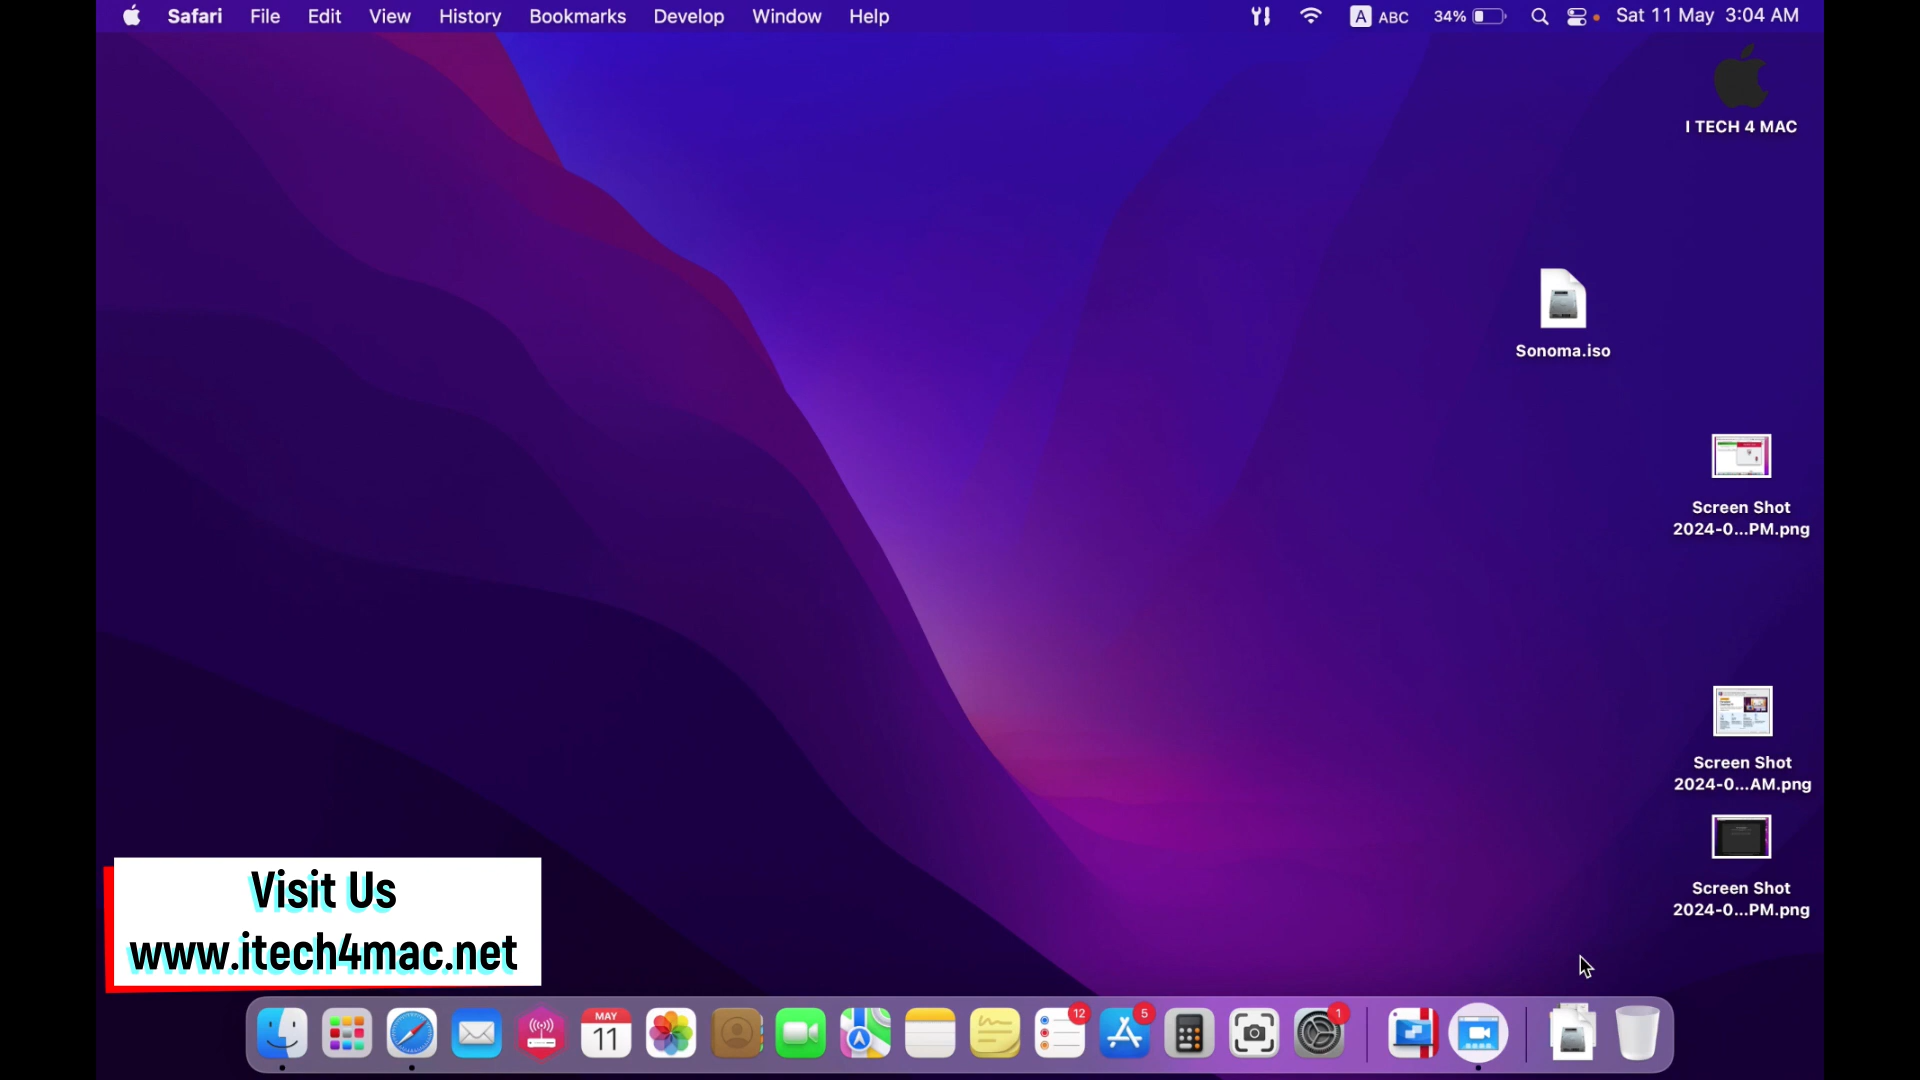 Safari File Edit View History Bookmarks Develop Window Help A ABC 34% Sat 11 May 3:04 AM
I TECH 4 MAC
Sonoma.iso
Screen Shot
2024-0...PM.png
Screen Shot
2024-0...AM.png
Screen Shot
2024-0...PM.png
Visit Us
www.itech4mac.net
MAY
11
12
5
1